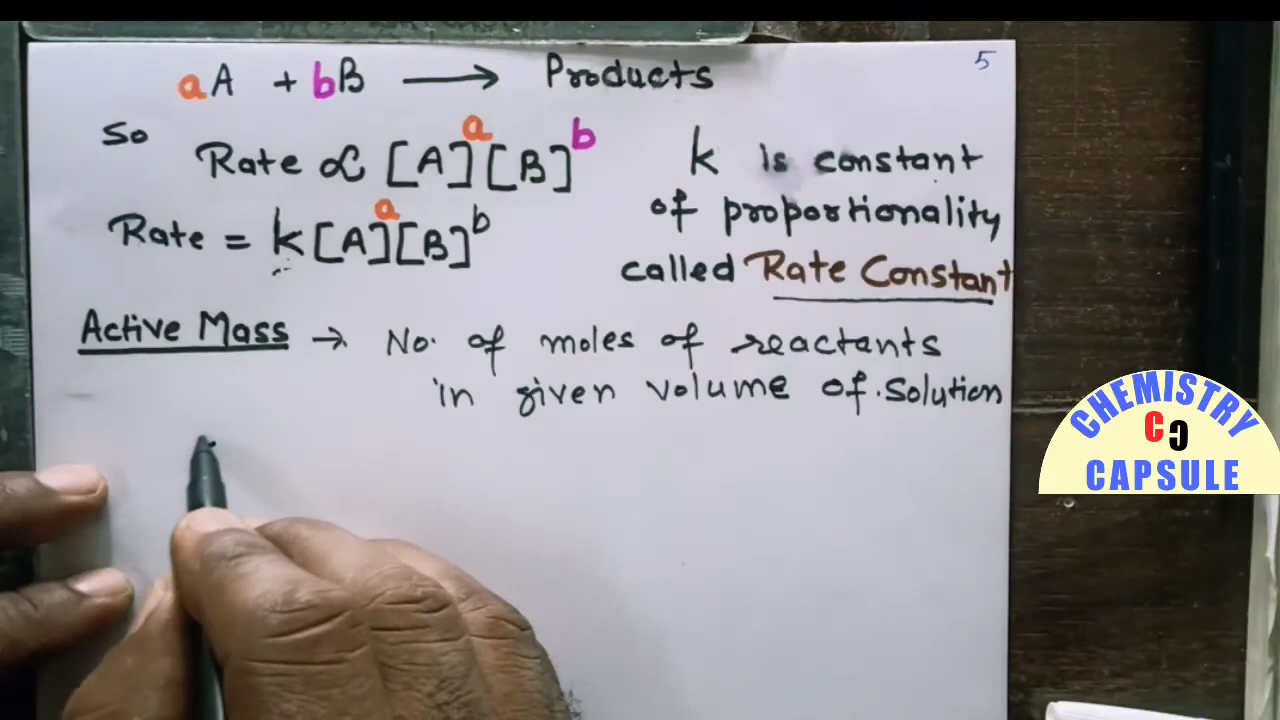 5
aA + bB ⟶ Products
So
Rate ∝ [A]^a [B]^b
Rate = k[A]^a [B]^b
k is constant
of proportionality
called Rate Constant
Active Mass → No. of moles of reactants
in given volume of. Solution
CHEMISTRY
CC
CAPSULE